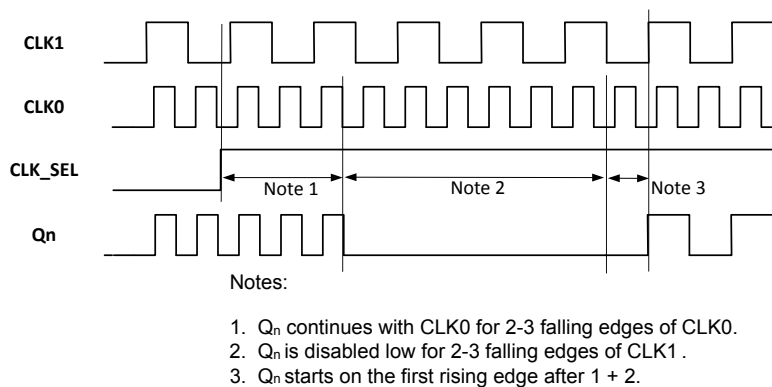 CLK1
CLK0
CLK_SEL
Note 1
Note 2
Note 3
Qn
Notes:
1. Qn continues with CLK0 for 2-3 falling edges of CLK0.
2. Qn is disabled low for 2-3 falling edges of CLK1 .
3. Qn starts on the first rising edge after 1 + 2.